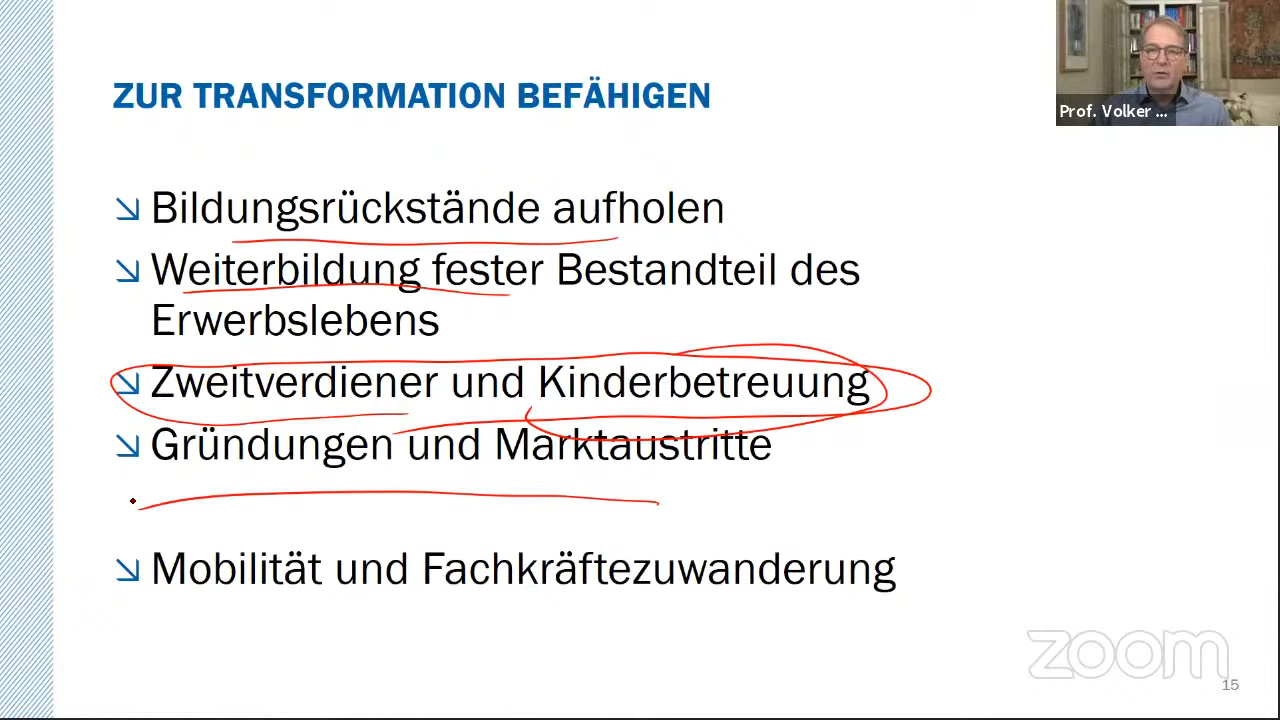 ZUR TRANSFORMATION BEFÄHIGEN
Prof. Volker ...
Bildungsrückstände aufholen
Weiterbildung fester Bestandteil des
Erwerbslebens
Zweitverdiener und Kinderbetreuung
Gründungen und Marktaustritte
Mobilität und Fachkräftezuwanderung
zoom
15